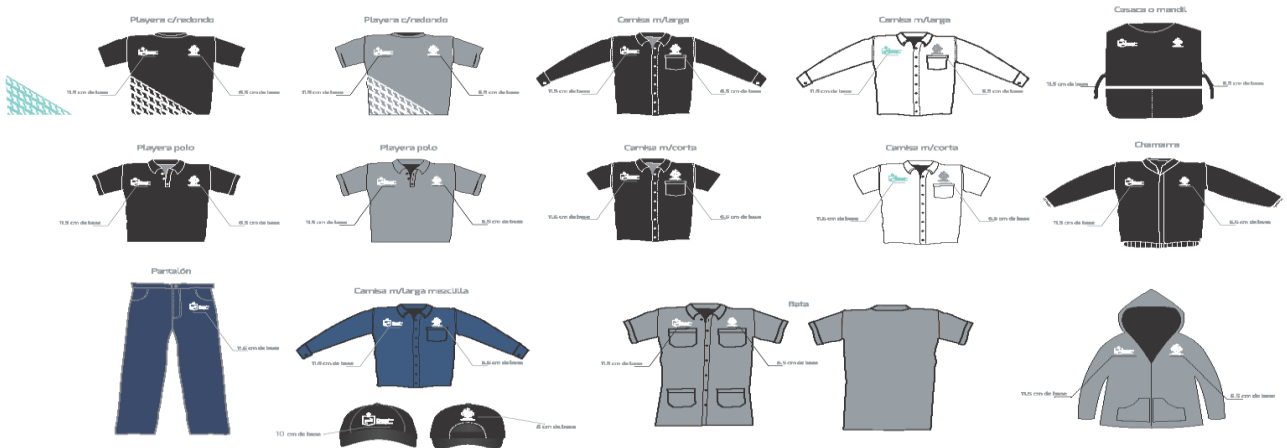 Playera c/redondo
Playera c/redondo
Camisa m/larga
Camisa m/larga
Casaca o mandil
11.5 cm de base
6.5 cm de base
11.5 cm de base
6.5 cm de base
11.5 cm de base
6.5 cm de base
11.5 cm de base
6.5 cm de base
11.5 cm de base
6.5 cm de base
Playera polo
Playera polo
Camisa m/corta
Camisa m/corta
Chamarra
11.5 cm de base
6.5 cm de base
11.5 cm de base
6.5 cm de base
11.5 cm de base
6.5 cm de base
11.5 cm de base
6.5 cm de base
11.5 cm de base
6.5 cm de base
Pantalón
Camisa m/larga mezclilla
Bata
11.5 cm de base
11.5 cm de base
6.5 cm de base
11.5 cm de base
6.5 cm de base
11.5 cm de base
6.5 cm de base
10 cm de base
6 cm de base